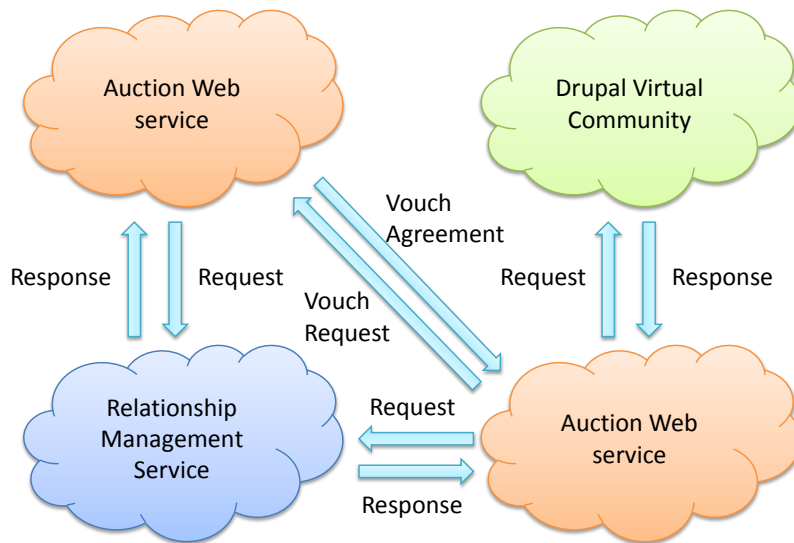 Auction Web
service
Drupal Virtual
Community
Vouch
Agreement
Response
Request
Request
Response
Vouch
Request
Relationship
Management
Service
Request
Auction Web
service
Response